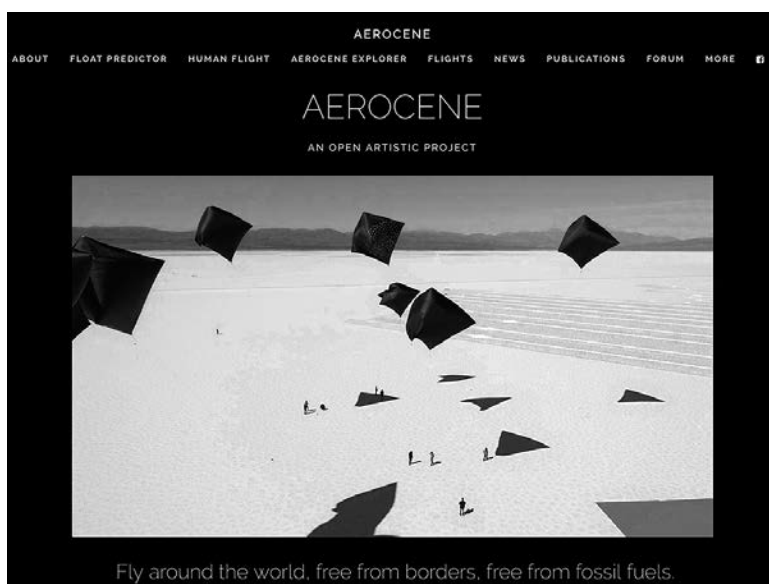 AEROCENE
ABOUT FLOAT PREDICTOR HUMAN FLIGHT AEROCENE EXPLORER FLIGHTS NEWS PUBLICATIONS FORUM MORE
AEROCENE
AN OPEN ARTISTIC PROJECT
Fly around the world, free from borders, free from fossil fuels.